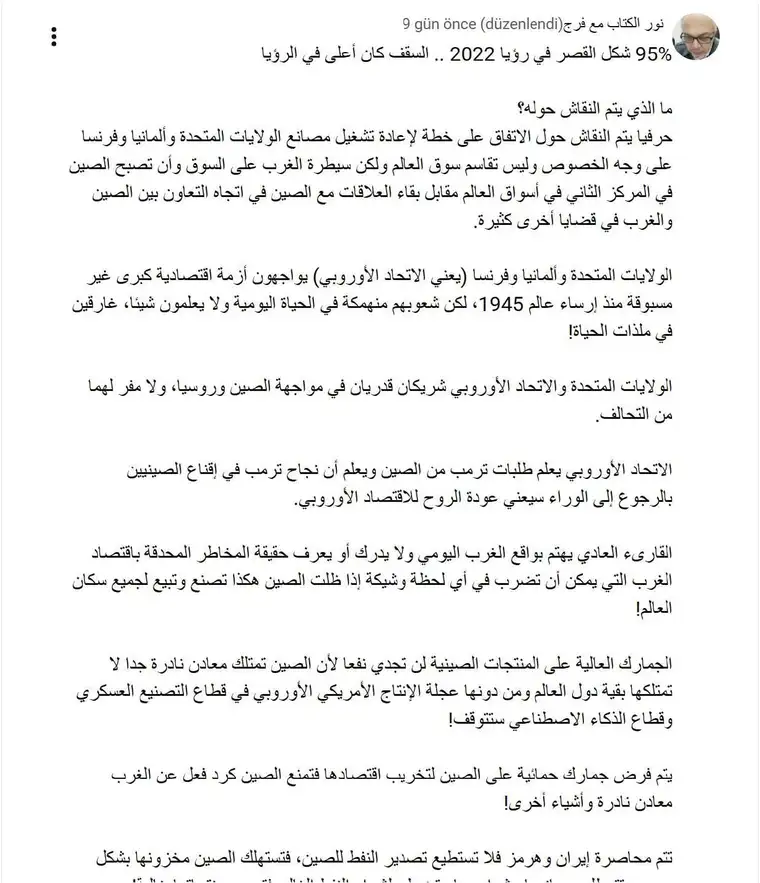 نور الكتاب مع فرج 9 gün önce (düzenlendi)
95% شكل القصر في رؤيا 2022 .. السقف كان أعلى في الرؤيا
ما الذي يتم النقاش حوله؟
حرفيا يتم النقاش حول الاتفاق على خطة لإعادة تشغيل مصانع الولايات المتحدة وألمانيا وفرنسا
على وجه الخصوص وليس تقاسم سوق العالم ولكن سيطرة الغرب على السوق وأن تصبح الصين
في المركز الثاني في أسواق العالم مقابل بقاء العلاقات مع الصين في اتجاه التعاون بين الصين
والغرب في قضايا أخرى كثيرة.
الولايات المتحدة وألمانيا وفرنسا (يعني الاتحاد الأوروبي) يواجهون أزمة اقتصادية كبرى غير
مسبوقة منذ إرساء عالم 1945، لكن شعوبهم منهمكة في الحياة اليومية ولا يعلمون شيئا، غارقين
في ملذات الحياة!
الولايات المتحدة والاتحاد الأوروبي شريكان قدريان في مواجهة الصين وروسيا، ولا مفر لهما
من التحالف.
الاتحاد الأوروبي يعلم طلبات ترمب من الصين ويعلم أن نجاح ترمب في إقناع الصينيين
بالرجوع إلى الوراء سيعني عودة الروح للاقتصاد الأوروبي.
القارىء العادي يهتم بواقع الغرب اليومي ولا يدرك أو يعرف حقيقة المخاطر المحدقة باقتصاد
الغرب التي يمكن أن تضرب في أي لحظة وشيكة إذا ظلت الصين هكذا تصنع وتبيع لجميع سكان
العالم!
الجمارك العالية على المنتجات الصينية لن تجدي نفعا لأن الصين تمتلك معادن نادرة جدا لا
تمتلكها بقية دول العالم ومن دونها عجلة الإنتاج الأمريكي الأوروبي في قطاع التصنيع العسكري
وقطاع الذكاء الاصطناعي ستتوقف!
يتم فرض جمارك حمائية على الصين لتخريب اقتصادها فتمنع الصين كرد فعل عن الغرب
معادن نادرة وأشياء أخرى!
تتم محاصرة إيران وهرمز فلا تستطيع تصدير النفط للصين، فتستهلك الصين مخزونها بشكل